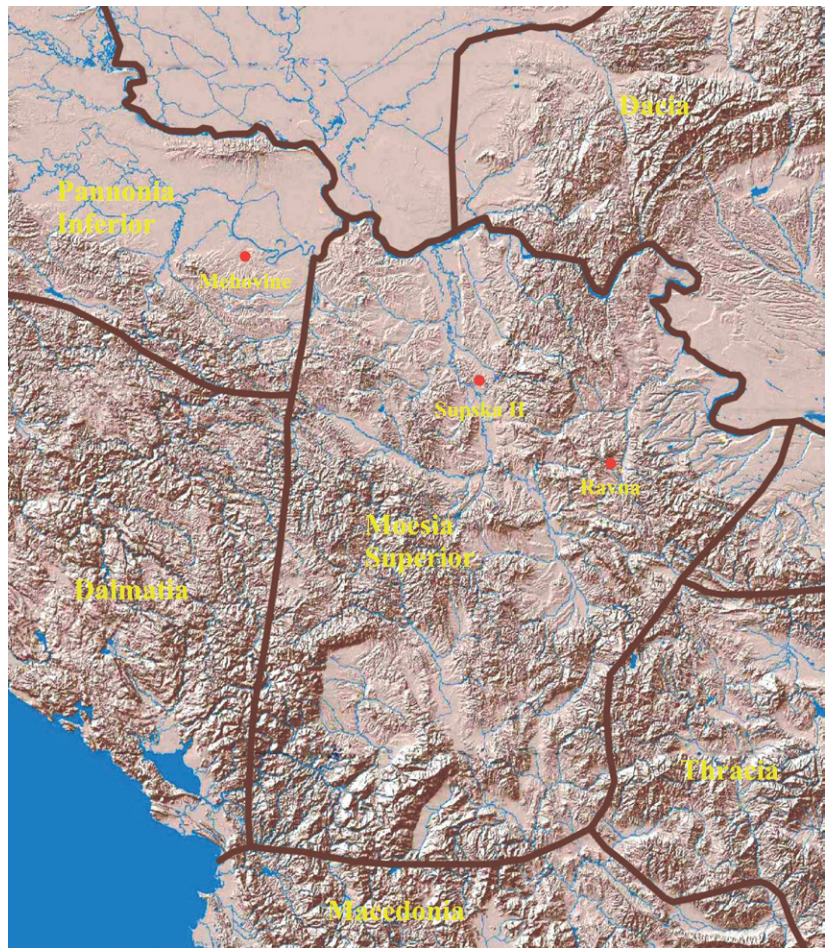 Dacia
Pannonia
Inferior
Mehovine
Supska II
Ravna
Moesia
Superior
Dalmatia
Thracia
Macedonia